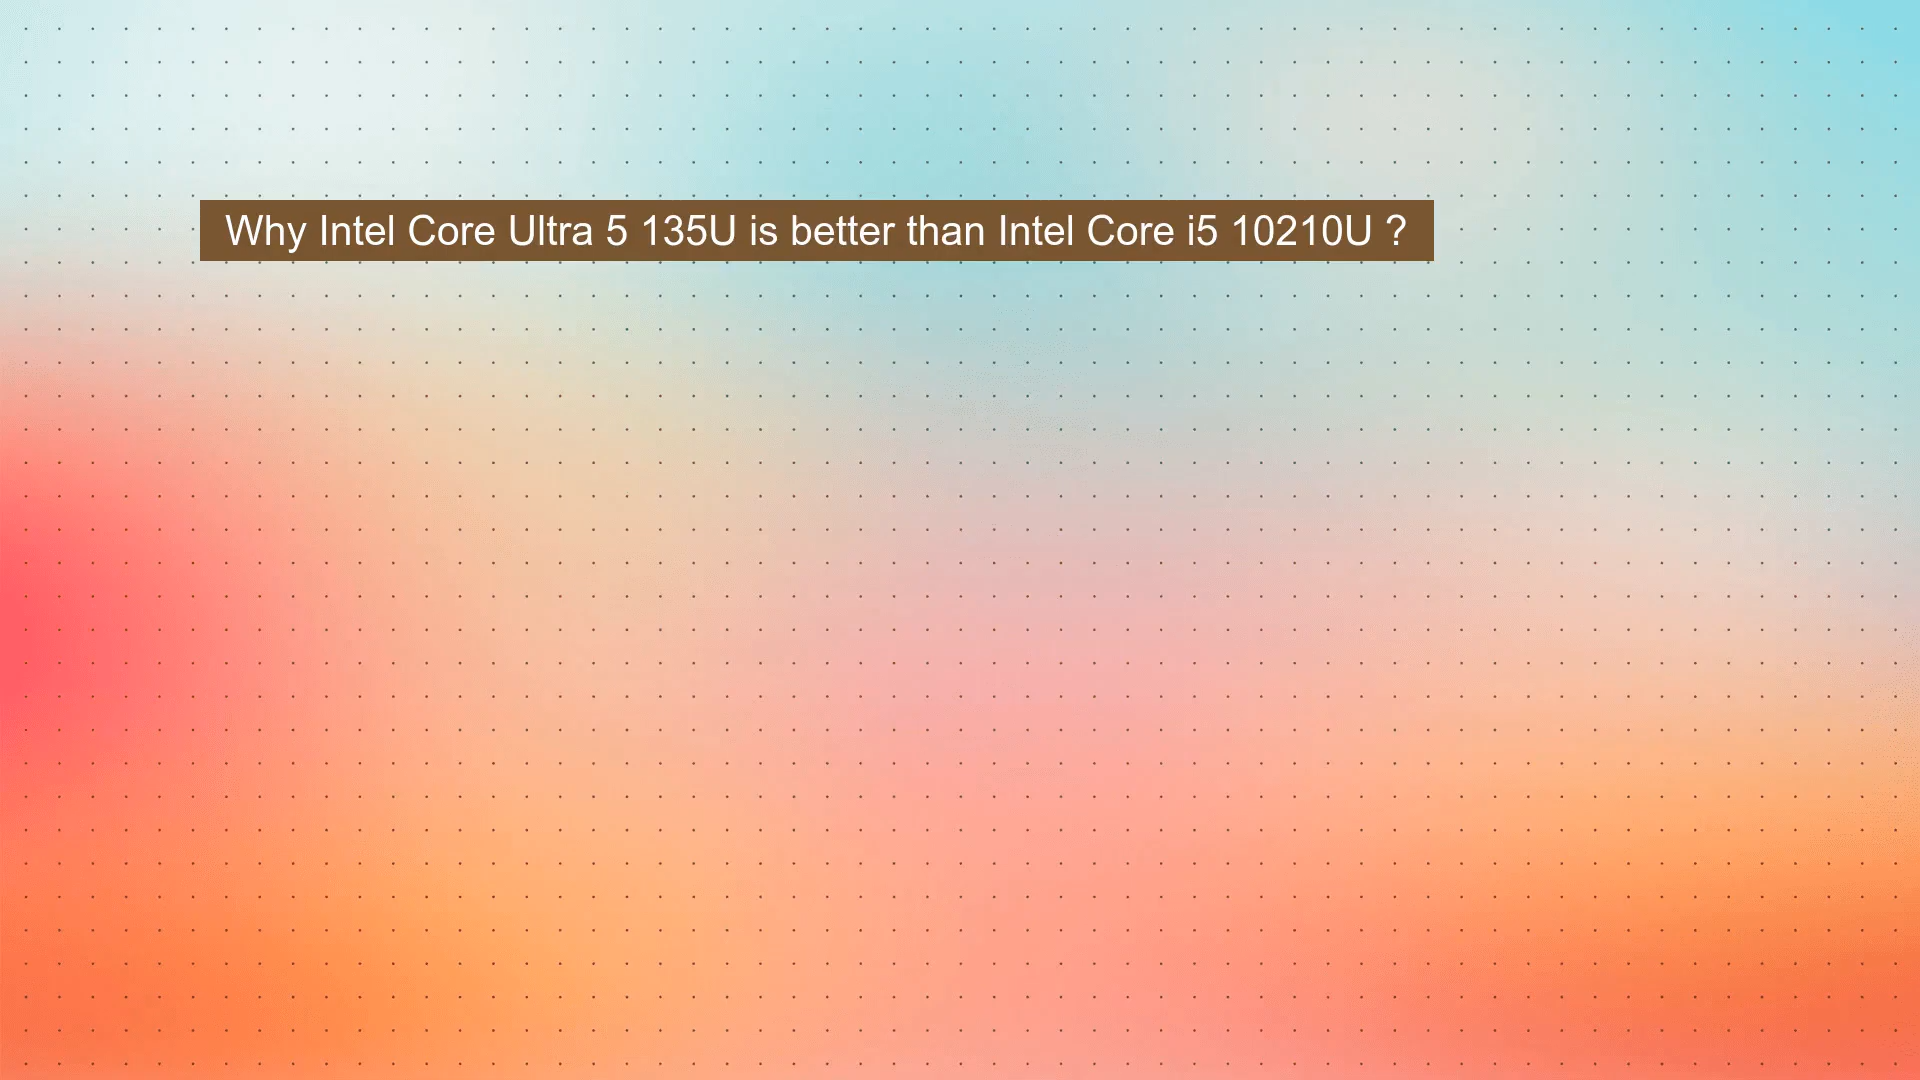 Why Intel Core Ultra 5 135U is better than Intel Core i5 10210U ?